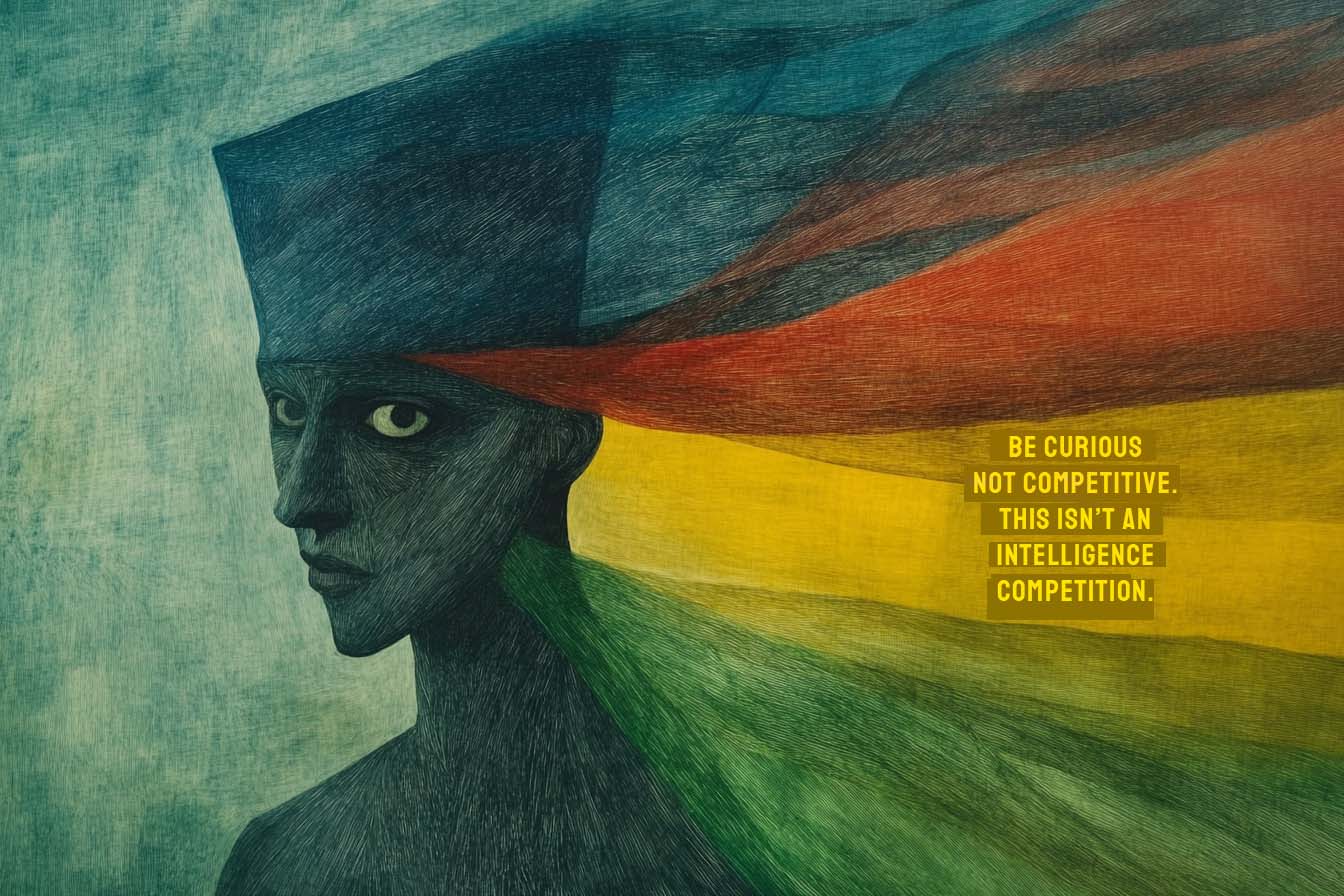 BE CURIOUS
NOT COMPETITIVE.
THIS ISN’T AN
INTELLIGENCE
COMPETITION.